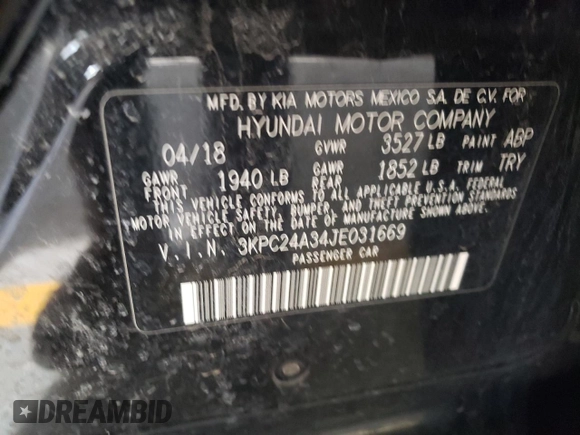 MFD. BY KIA MOTORS MEXICO S.A. DE C.V. FOR
HYUNDAI MOTOR COMPANY
04/18 GVWR 3527 LB PAINT ABP
GAWR FRONT 1940 LB GAWR REAR 1852 LB TRIM TRY
THIS VEHICLE CONFORMS TO ALL APPLICABLE U.S.A. FEDERAL
MOTOR VEHICLE SAFETY, BUMPER, AND THEFT PREVENTION STANDARDS
IN EFFECT ON THE DATE OF MANUFACTURE SHOWN ABOVE.
V.I.N. 3KPC24A34JE031669
PASSENGER CAR
DREAMBID